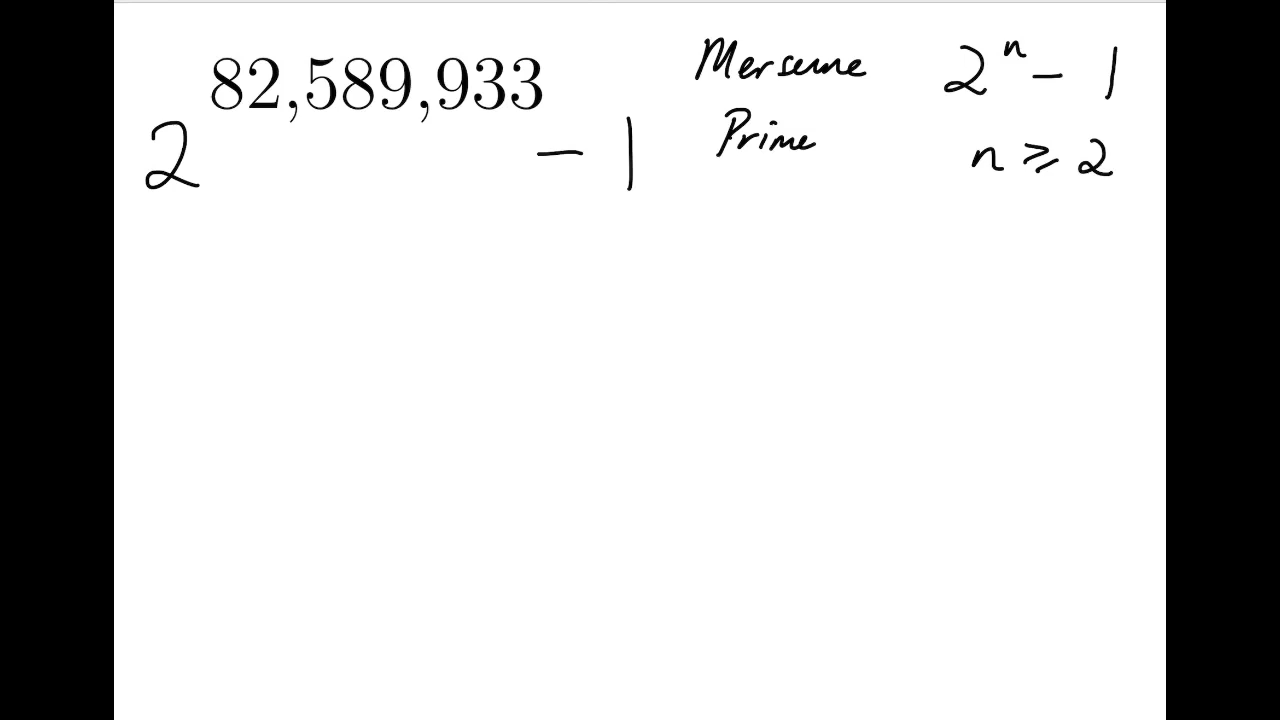 2^82,589,933 - 1
Mersenne
Prime
2^n - 1
n ≥ 2